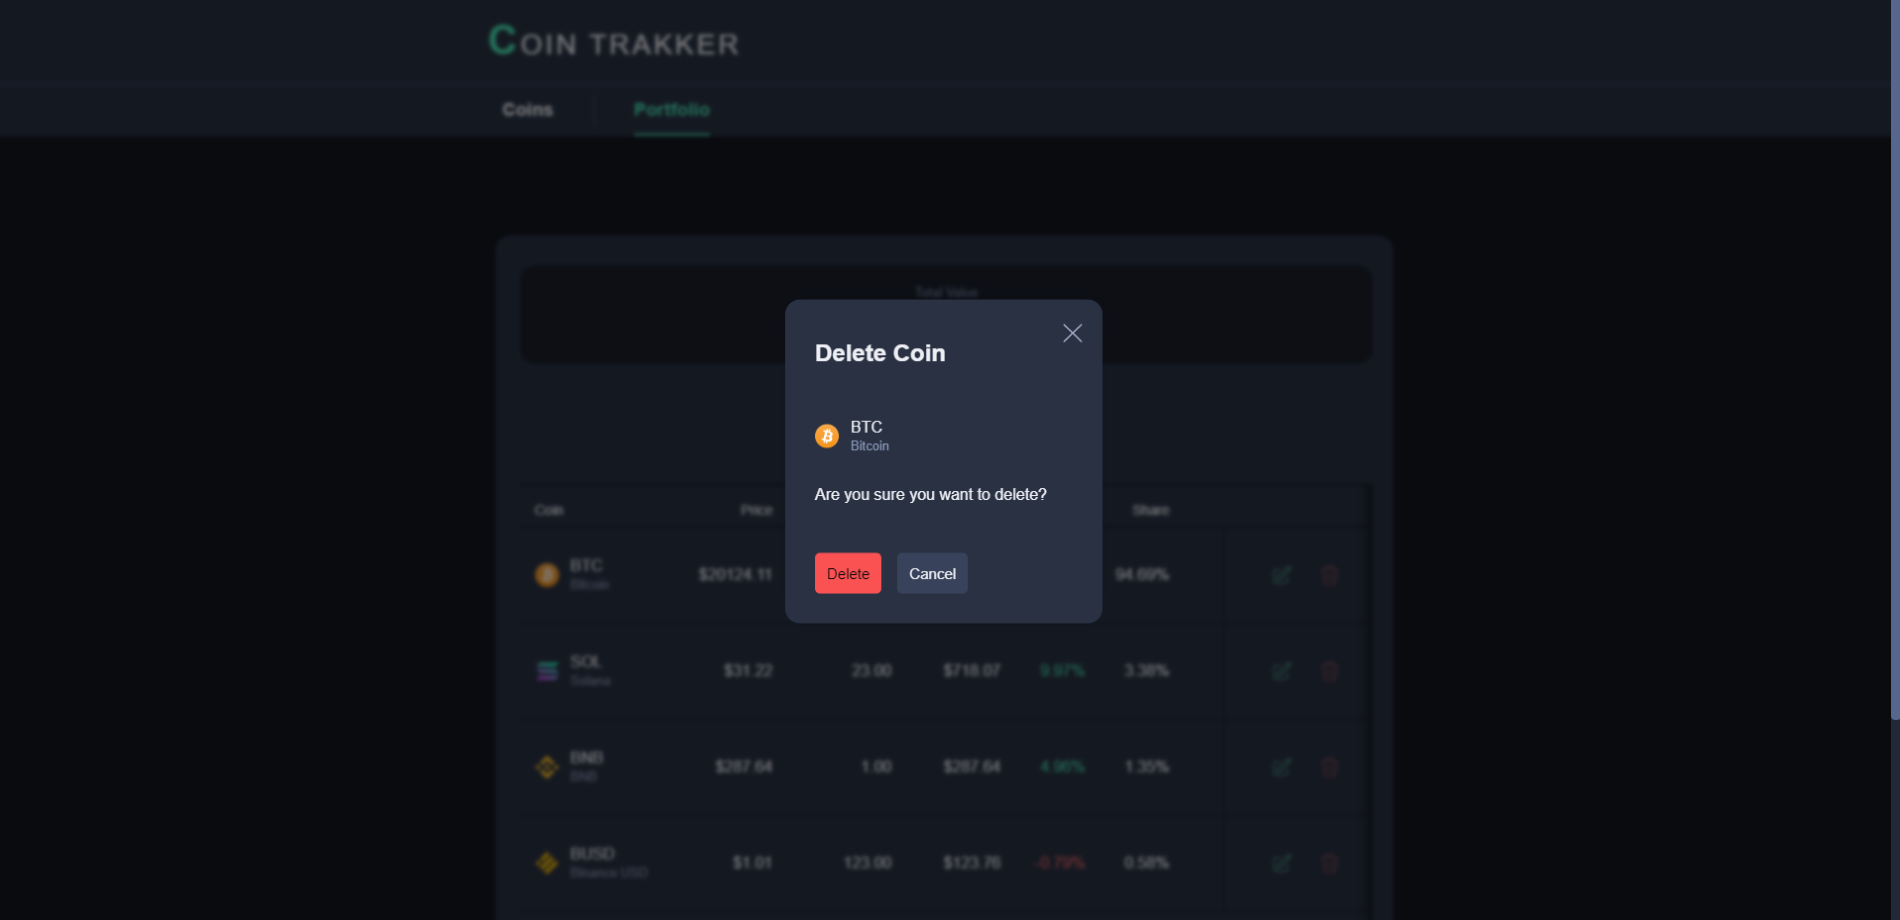 COIN TRAKKER
Coins Portfolio
Total Value
Delete Coin
BTC
Bitcoin
Are you sure you want to delete?
Delete Cancel
Coin Price Share
BTC
Bitcoin
$20124.11 94.69%
SOL
Solana
$31.22 23.00 $718.07 9.97% 3.38%
BNB
BNB
$287.64 1.00 $287.64 4.96% 1.35%
BUSD
Binance USD
$1.01 123.00 $123.76 -0.79% 0.58%